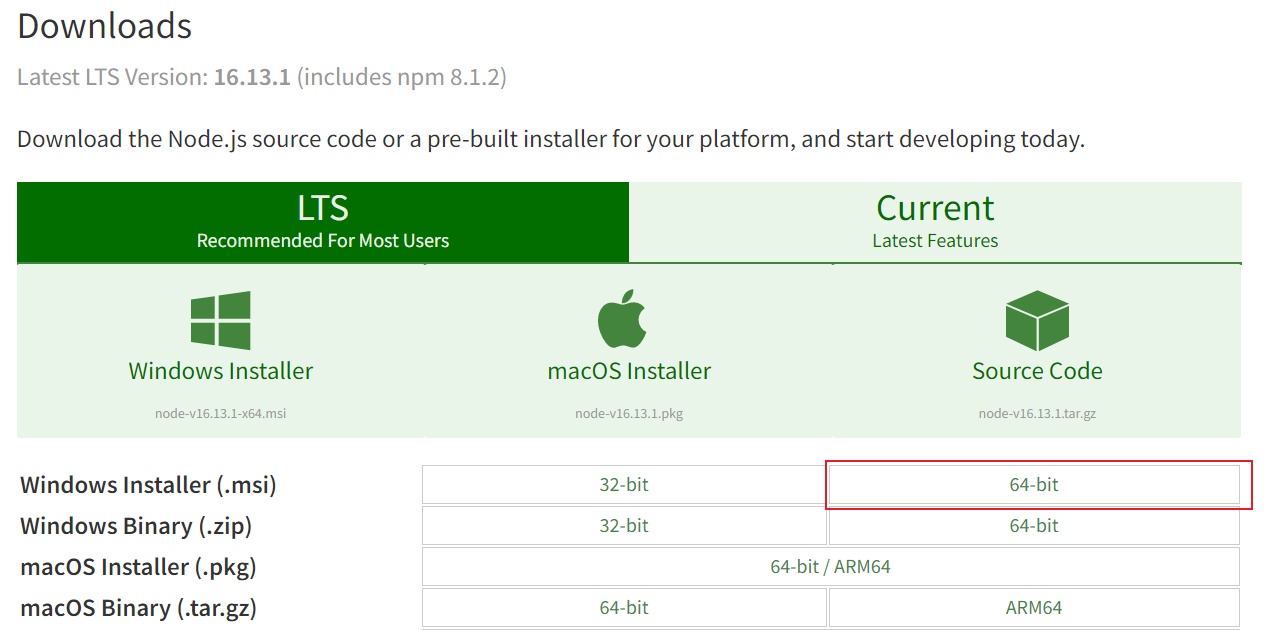 Downloads
Latest LTS Version: 16.13.1 (includes npm 8.1.2)
Download the Node.js source code or a pre-built installer for your platform, and start developing today.
LTS
Recommended For Most Users
Current
Latest Features
Windows Installer
node-v16.13.1-x64.msi
macOS Installer
node-v16.13.1.pkg
Source Code
node-v16.13.1.tar.gz
Windows Installer (.msi) 32-bit 64-bit
Windows Binary (.zip) 32-bit 64-bit
macOS Installer (.pkg) 64-bit / ARM64
macOS Binary (.tar.gz) 64-bit ARM64